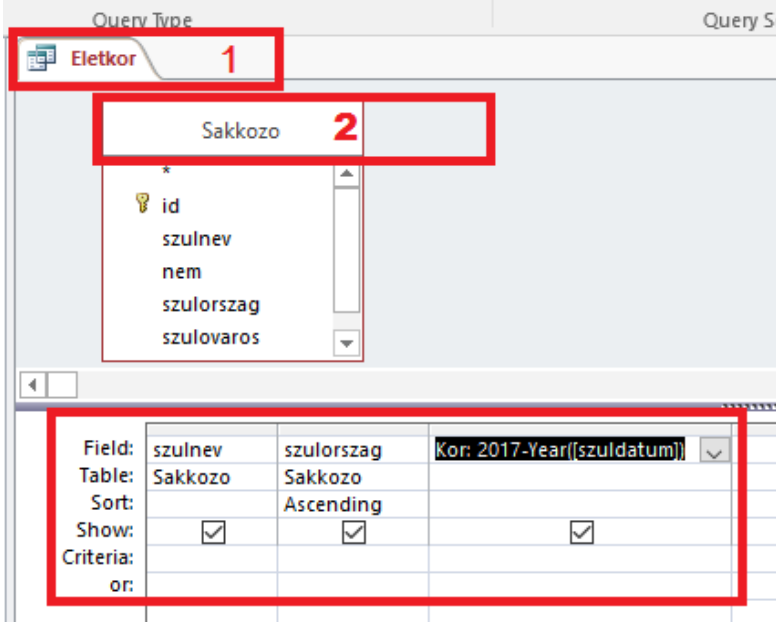 Query Type Query S
Eletkor 1
Sakkozo 2
*
id
szulnev
nem
szulorszag
szulovaros
Field: szulnev szulorszag Kor: 2017-Year([szuldatum])
Table: Sakkozo Sakkozo
Sort: Ascending
Show:
Criteria:
or: